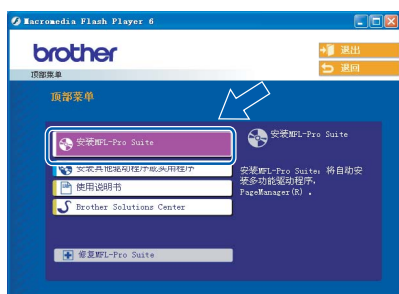 Macromedia Flash Player 6
brother
退出
返回
顶部菜单
顶部菜单
安装MFL-Pro Suite
安装其他驱动程序或实用程序
使用说明书
Brother Solutions Center
修复MFL-Pro Suite
安装MFL-Pro Suite
安装MFL-Pro Suite：将自动安
装多功能驱动程序，
PageManager(R) 。